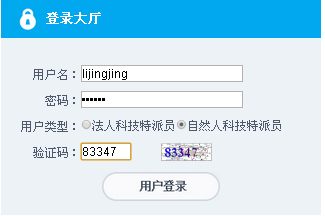 登录大厅
用户名：lijingjing
密码：••••••
用户类型：法人科技特派员 自然人科技特派员
验证码：83347 83347
用户登录